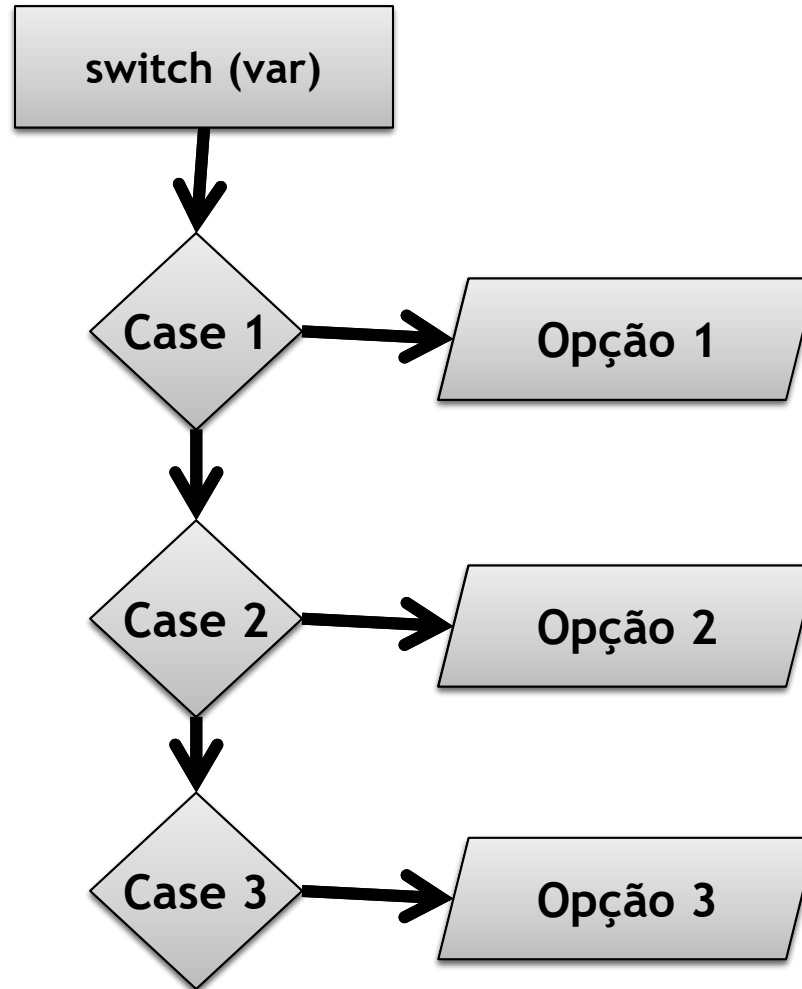 switch (var)
Case 1
Opção 1
Case 2
Opção 2
Case 3
Opção 3